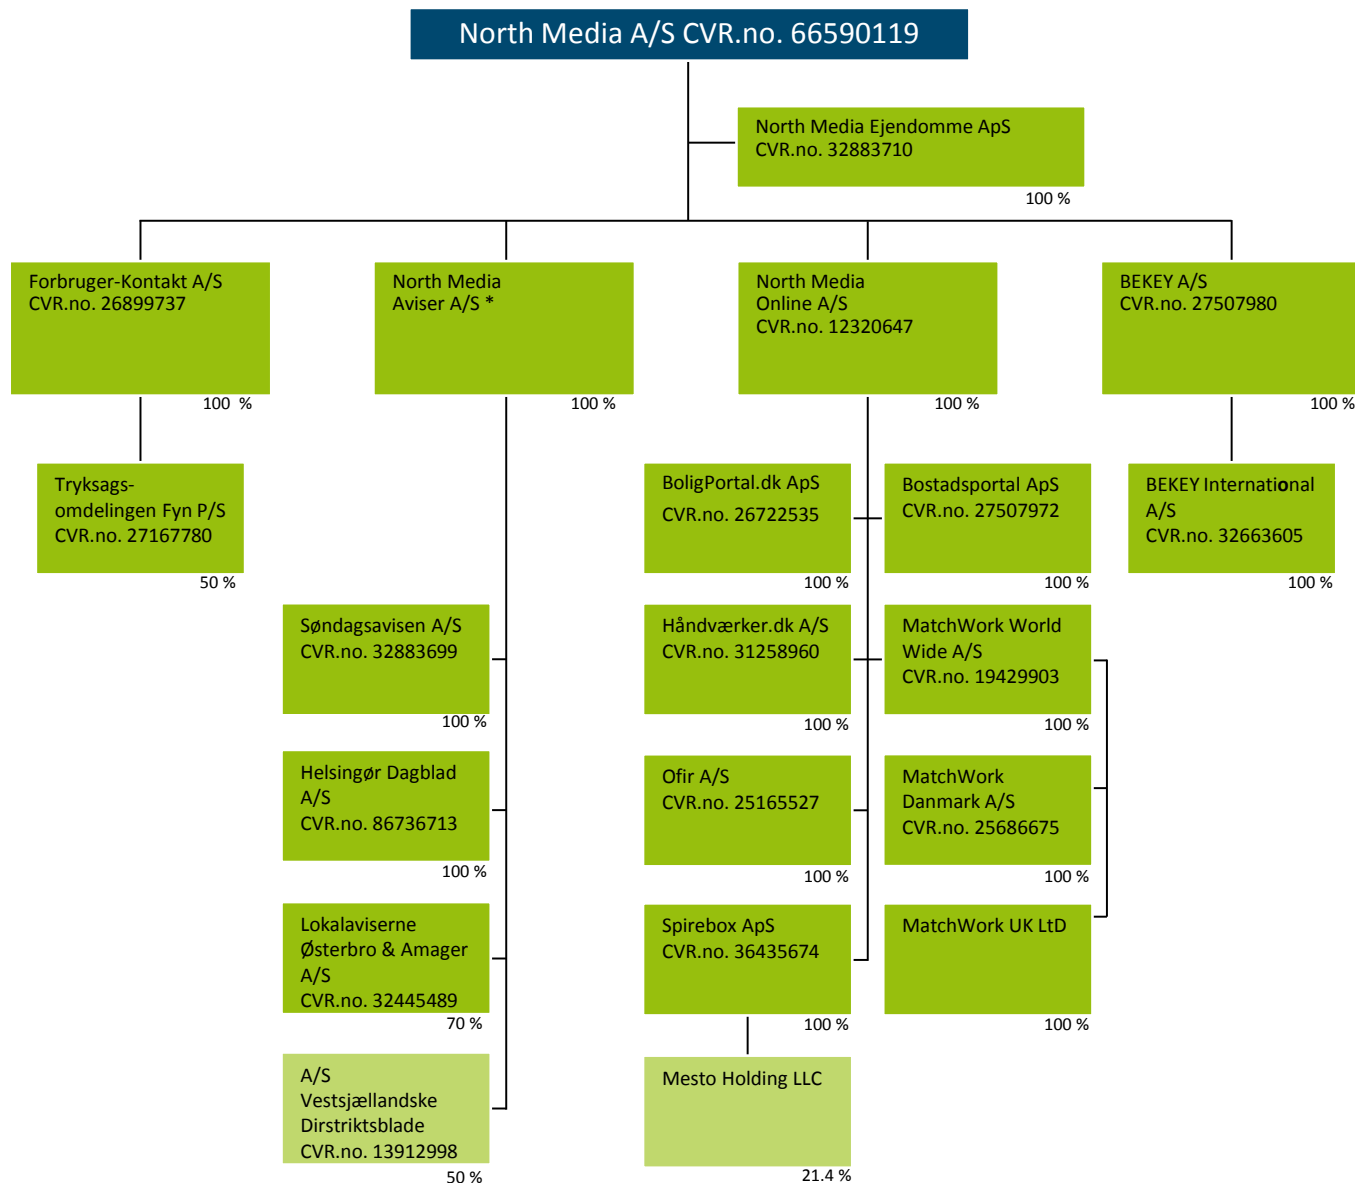 North Media A/S CVR.no. 66590119
North Media Ejendomme ApS
CVR.no. 32883710
100 %
Forbruger-Kontakt A/S
CVR.no. 26899737
100 %
North Media
Aviser A/S *
100 %
North Media
Online A/S
CVR.no. 12320647
100 %
BEKEY A/S
CVR.no. 27507980
100 %
Tryksags-
omdelingen Fyn P/S
CVR.no. 27167780
50 %
BoligPortal.dk ApS
CVR.no. 26722535
100 %
Bostadsportal ApS
CVR.no. 27507972
100 %
BEKEY International
A/S
CVR.no. 32663605
100 %
Søndagsavisen A/S
CVR.no. 32883699
100 %
Håndværker.dk A/S
CVR.no. 31258960
100 %
MatchWork World
Wide A/S
CVR.no. 19429903
100 %
Helsingør Dagblad
A/S
CVR.no. 86736713
100 %
Ofir A/S
CVR.no. 25165527
100 %
MatchWork
Danmark A/S
CVR.no. 25686675
100 %
Lokalaviserne
Østerbro & Amager
A/S
CVR.no. 32445489
70 %
Spirebox ApS
CVR.no. 36435674
100 %
MatchWork UK LtD
100 %
A/S
Vestsjællandske
Dirstriktsblade
CVR.no. 13912998
50 %
Mesto Holding LLC
21.4 %